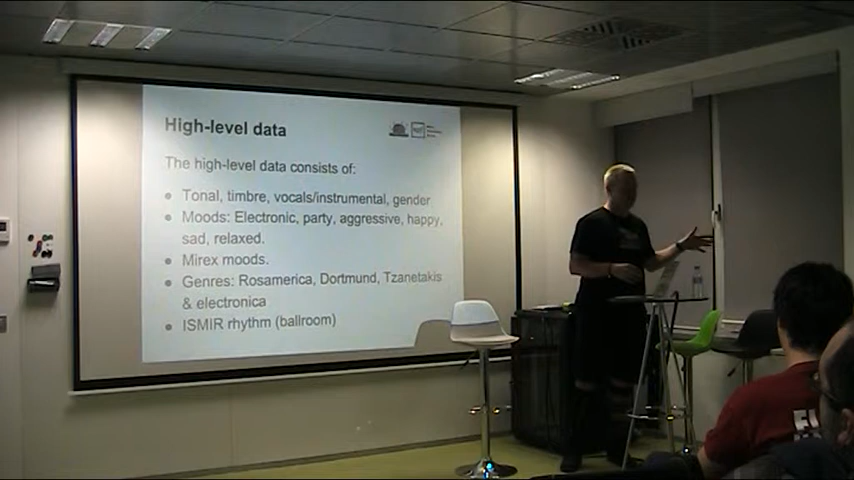 High-level data
The high-level data consists of:
● Tonal, timbre, vocals/instrumental, gender
● Moods: Electronic, party, aggressive, happy,
sad, relaxed.
● Mirex moods.
● Genres: Rosamerica, Dortmund, Tzanetakis
& electronica
● ISMIR rhythm (ballroom)